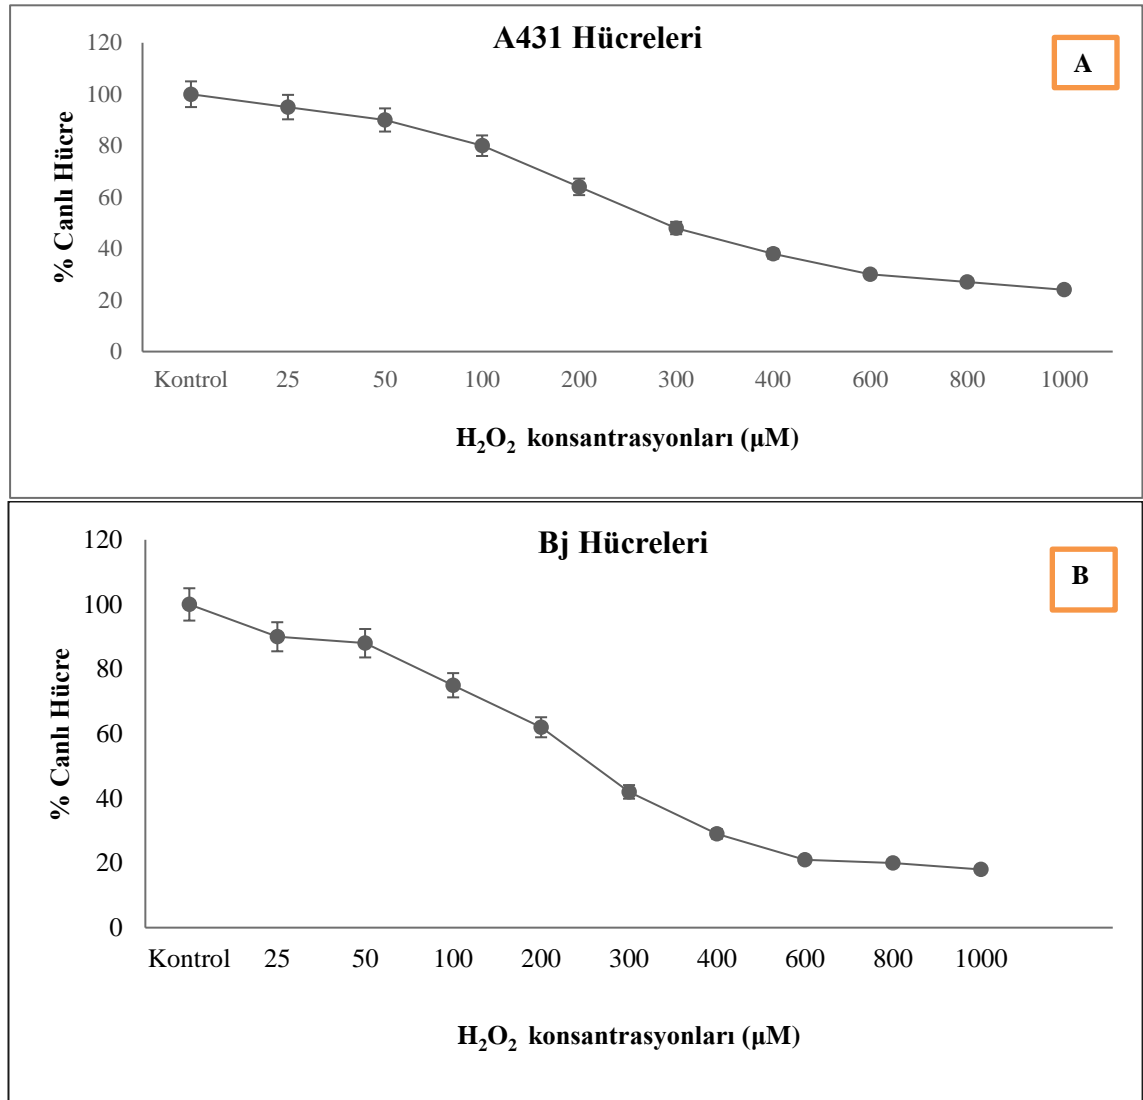 A431 Hücreleri
A
% Canlı Hücre
120
100
80
60
40
20
0
Kontrol 25 50 100 200 300 400 600 800 1000
H₂O₂ konsantrasyonları (µM)
Bj Hücreleri
B
% Canlı Hücre
120
100
80
60
40
20
0
Kontrol 25 50 100 200 300 400 600 800 1000
H₂O₂ konsantrasyonları (µM)